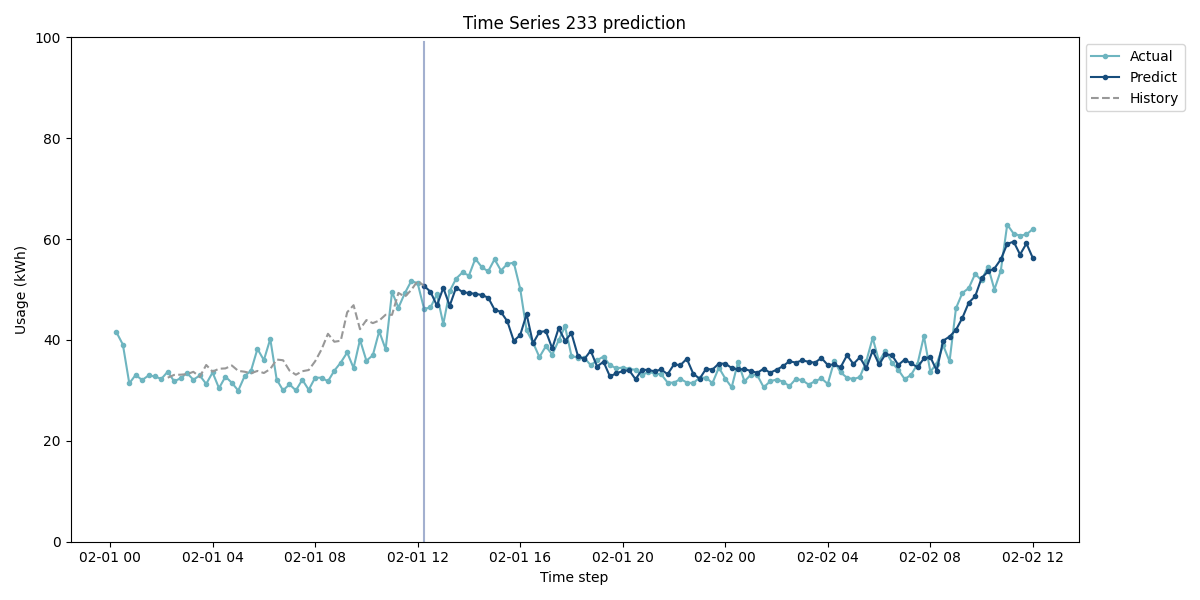 Time Series 233 prediction
100
80
60
40
20
0
Usage (kWh)
02-01 00
02-01 04
02-01 08
02-01 12
02-01 16
02-01 20
02-02 00
02-02 04
02-02 08
02-02 12
Time step
Actual
Predict
History